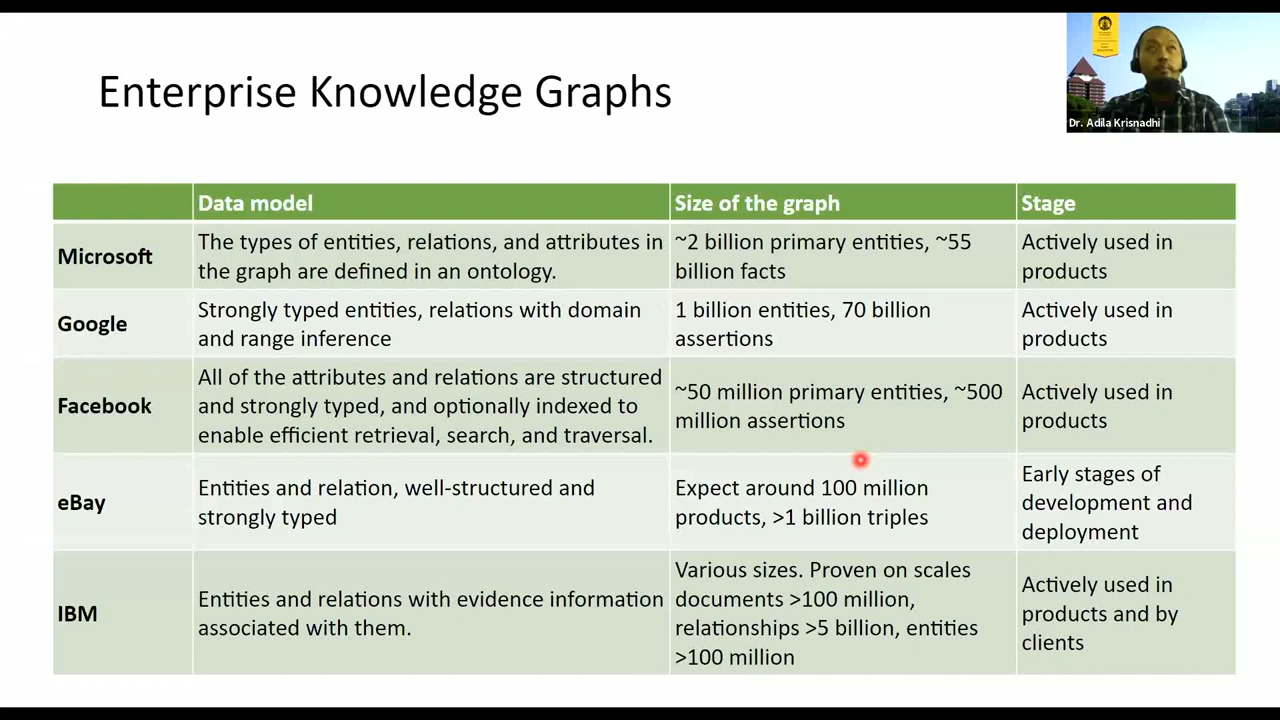 Enterprise Knowledge Graphs
Dr. Adila Krisnadhi
Data model
Size of the graph
Stage
Microsoft
The types of entities, relations, and attributes in
the graph are defined in an ontology.
~2 billion primary entities, ~55
billion facts
Actively used in
products
Google
Strongly typed entities, relations with domain
and range inference
1 billion entities, 70 billion
assertions
Actively used in
products
Facebook
All of the attributes and relations are structured
and strongly typed, and optionally indexed to
enable efficient retrieval, search, and traversal.
~50 million primary entities, ~500
million assertions
Actively used in
products
eBay
Entities and relation, well-structured and
strongly typed
Expect around 100 million
products, >1 billion triples
Early stages of
development and
deployment
IBM
Entities and relations with evidence information
associated with them.
Various sizes. Proven on scales
documents >100 million,
relationships >5 billion, entities
>100 million
Actively used in
products and by
clients